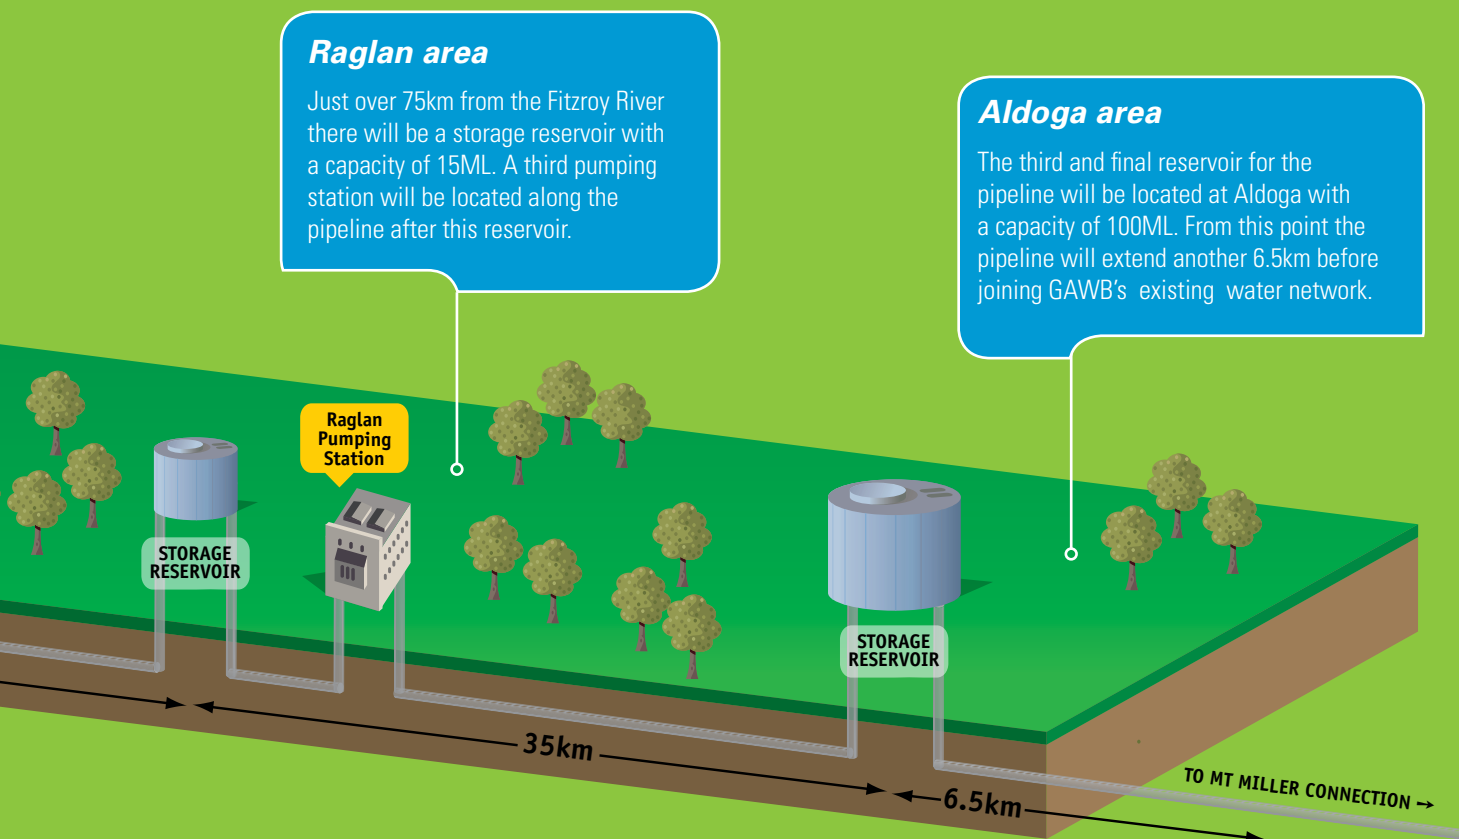 Raglan area
Just over 75km from the Fitzroy River
there will be a storage reservoir with
a capacity of 15ML. A third pumping
station will be located along the
pipeline after this reservoir.
Aldoga area
The third and final reservoir for the
pipeline will be located at Aldoga with
a capacity of 100ML. From this point the
pipeline will extend another 6.5km before
joining GAWB's existing water network.
Raglan
Pumping
Station
STORAGE
RESERVOIR
STORAGE
RESERVOIR
35km
6.5km
TO MT MILLER CONNECTION →